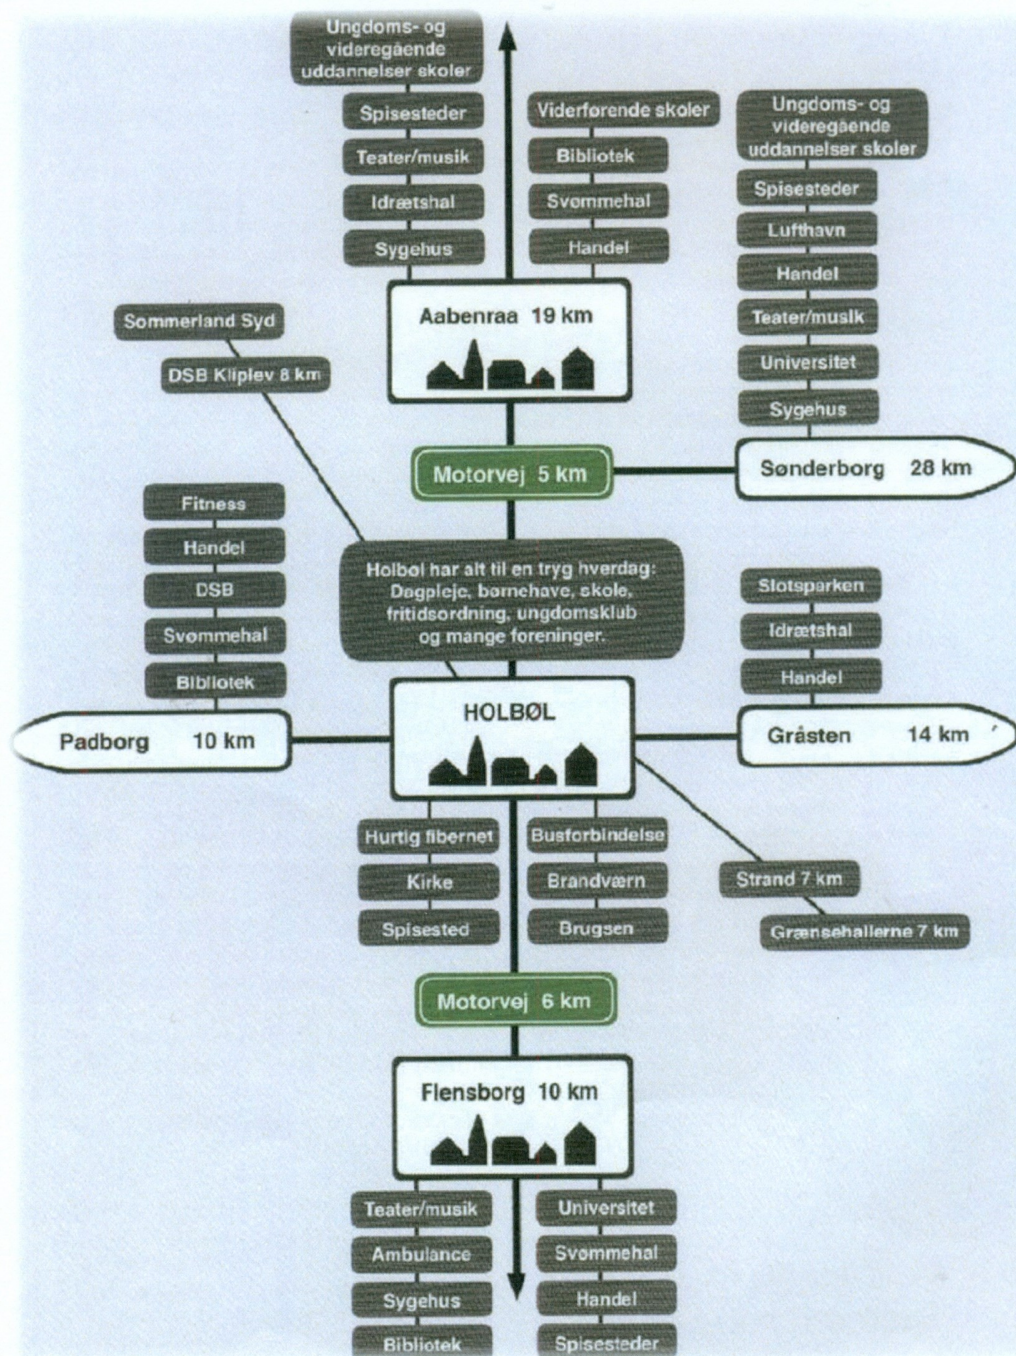 Ungdoms- og
videregående
uddannelser skoler
Spisesteder
Teater/musik
Idrætshal
Sygehus
Viderførende skoler
Bibliotek
Svømmehal
Handel
Aabenraa 19 km
Ungdoms- og
videregående
uddannelser skoler
Spisesteder
Lufthavn
Handel
Teater/musik
Universitet
Sygehus
Sønderborg 28 km
Sommerland Syd
DSB Kliplev 8 km
Motorvej 5 km
Fitness
Handel
DSB
Svømmehal
Bibliotek
Padborg 10 km
Holbøl har alt til en tryg hverdag:
Dagpleje, børnehave, skole,
fritidsordning, ungdomsklub
og mange foreninger.
HOLBØL
Slotsparken
Idrætshal
Handel
Gråsten 14 km
Hurtig fibernet
Kirke
Spisested
Busforbindelse
Brandværn
Brugsen
Strand 7 km
Grænsehallerne 7 km
Motorvej 6 km
Flensborg 10 km
Teater/musik
Ambulance
Sygehus
Bibliotek
Universitet
Svømmehal
Handel
Spisesteder